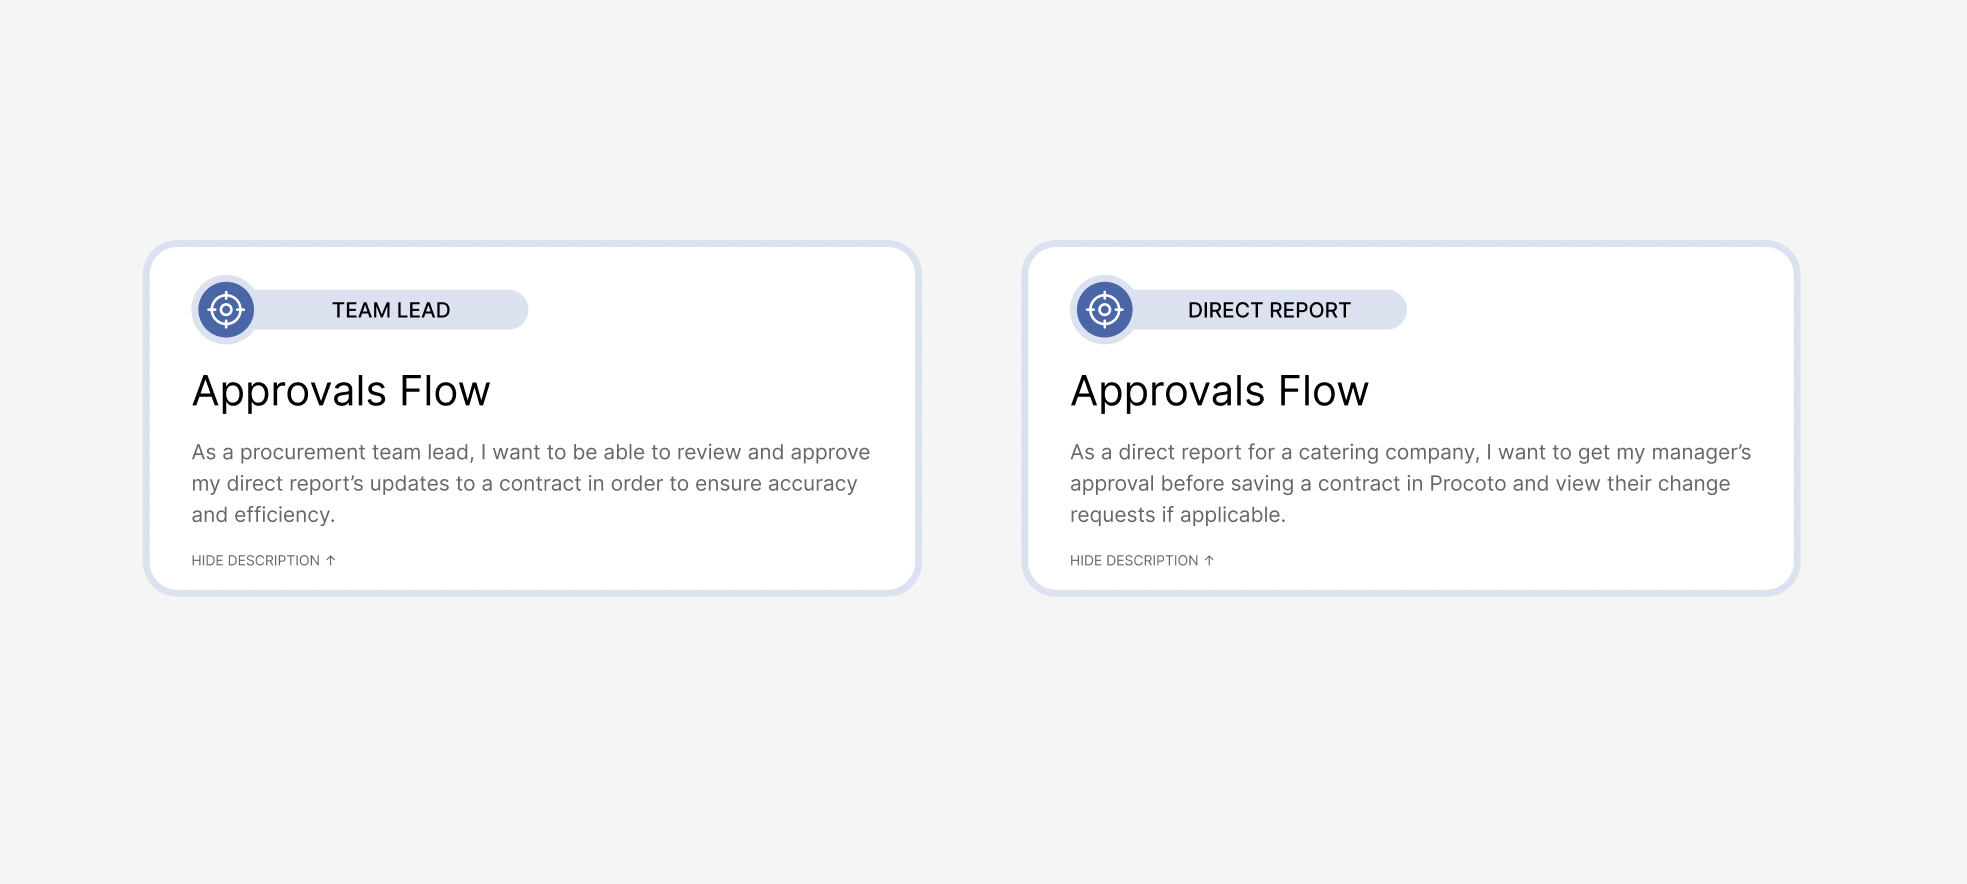 TEAM LEAD
Approvals Flow
As a procurement team lead, I want to be able to review and approve
my direct report’s updates to a contract in order to ensure accuracy
and efficiency.
HIDE DESCRIPTION ↑
DIRECT REPORT
Approvals Flow
As a direct report for a catering company, I want to get my manager’s
approval before saving a contract in Procoto and view their change
requests if applicable.
HIDE DESCRIPTION ↑